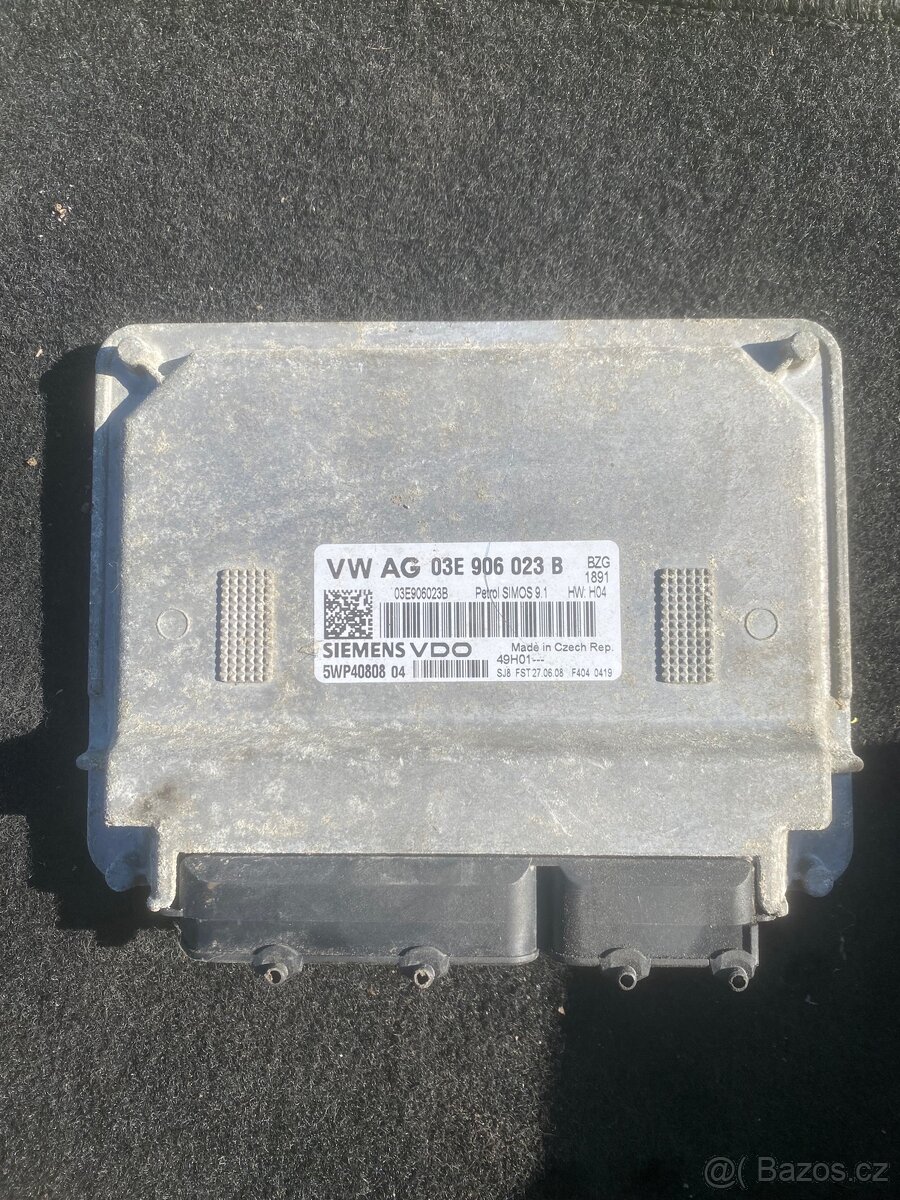 VW AG 03E 906 023 B BZG
1891
03E906023B Petrol SIMOS 9.1 HW: H04
SIEMENS VDO Made in Czech Rep.
49H01---
5WP40808 04 SJ8 FST 27.06.08 F404 0419
@( Bazos.cz